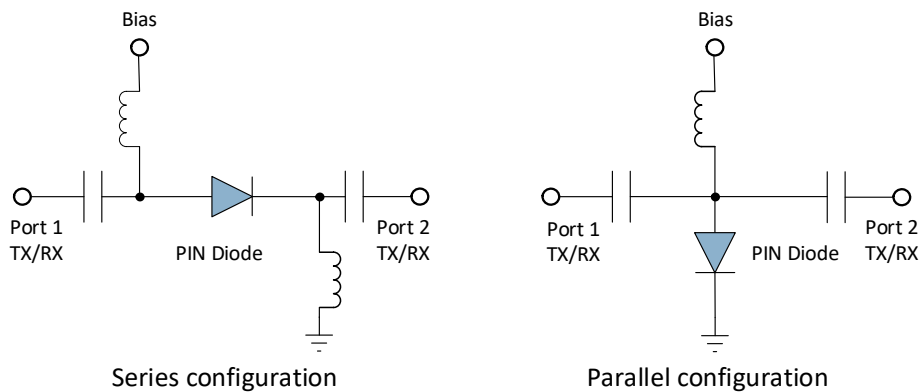 Bias
Port 1
TX/RX
PIN Diode
Port 2
TX/RX
Series configuration
Bias
Port 1
TX/RX
PIN Diode
Port 2
TX/RX
Parallel configuration